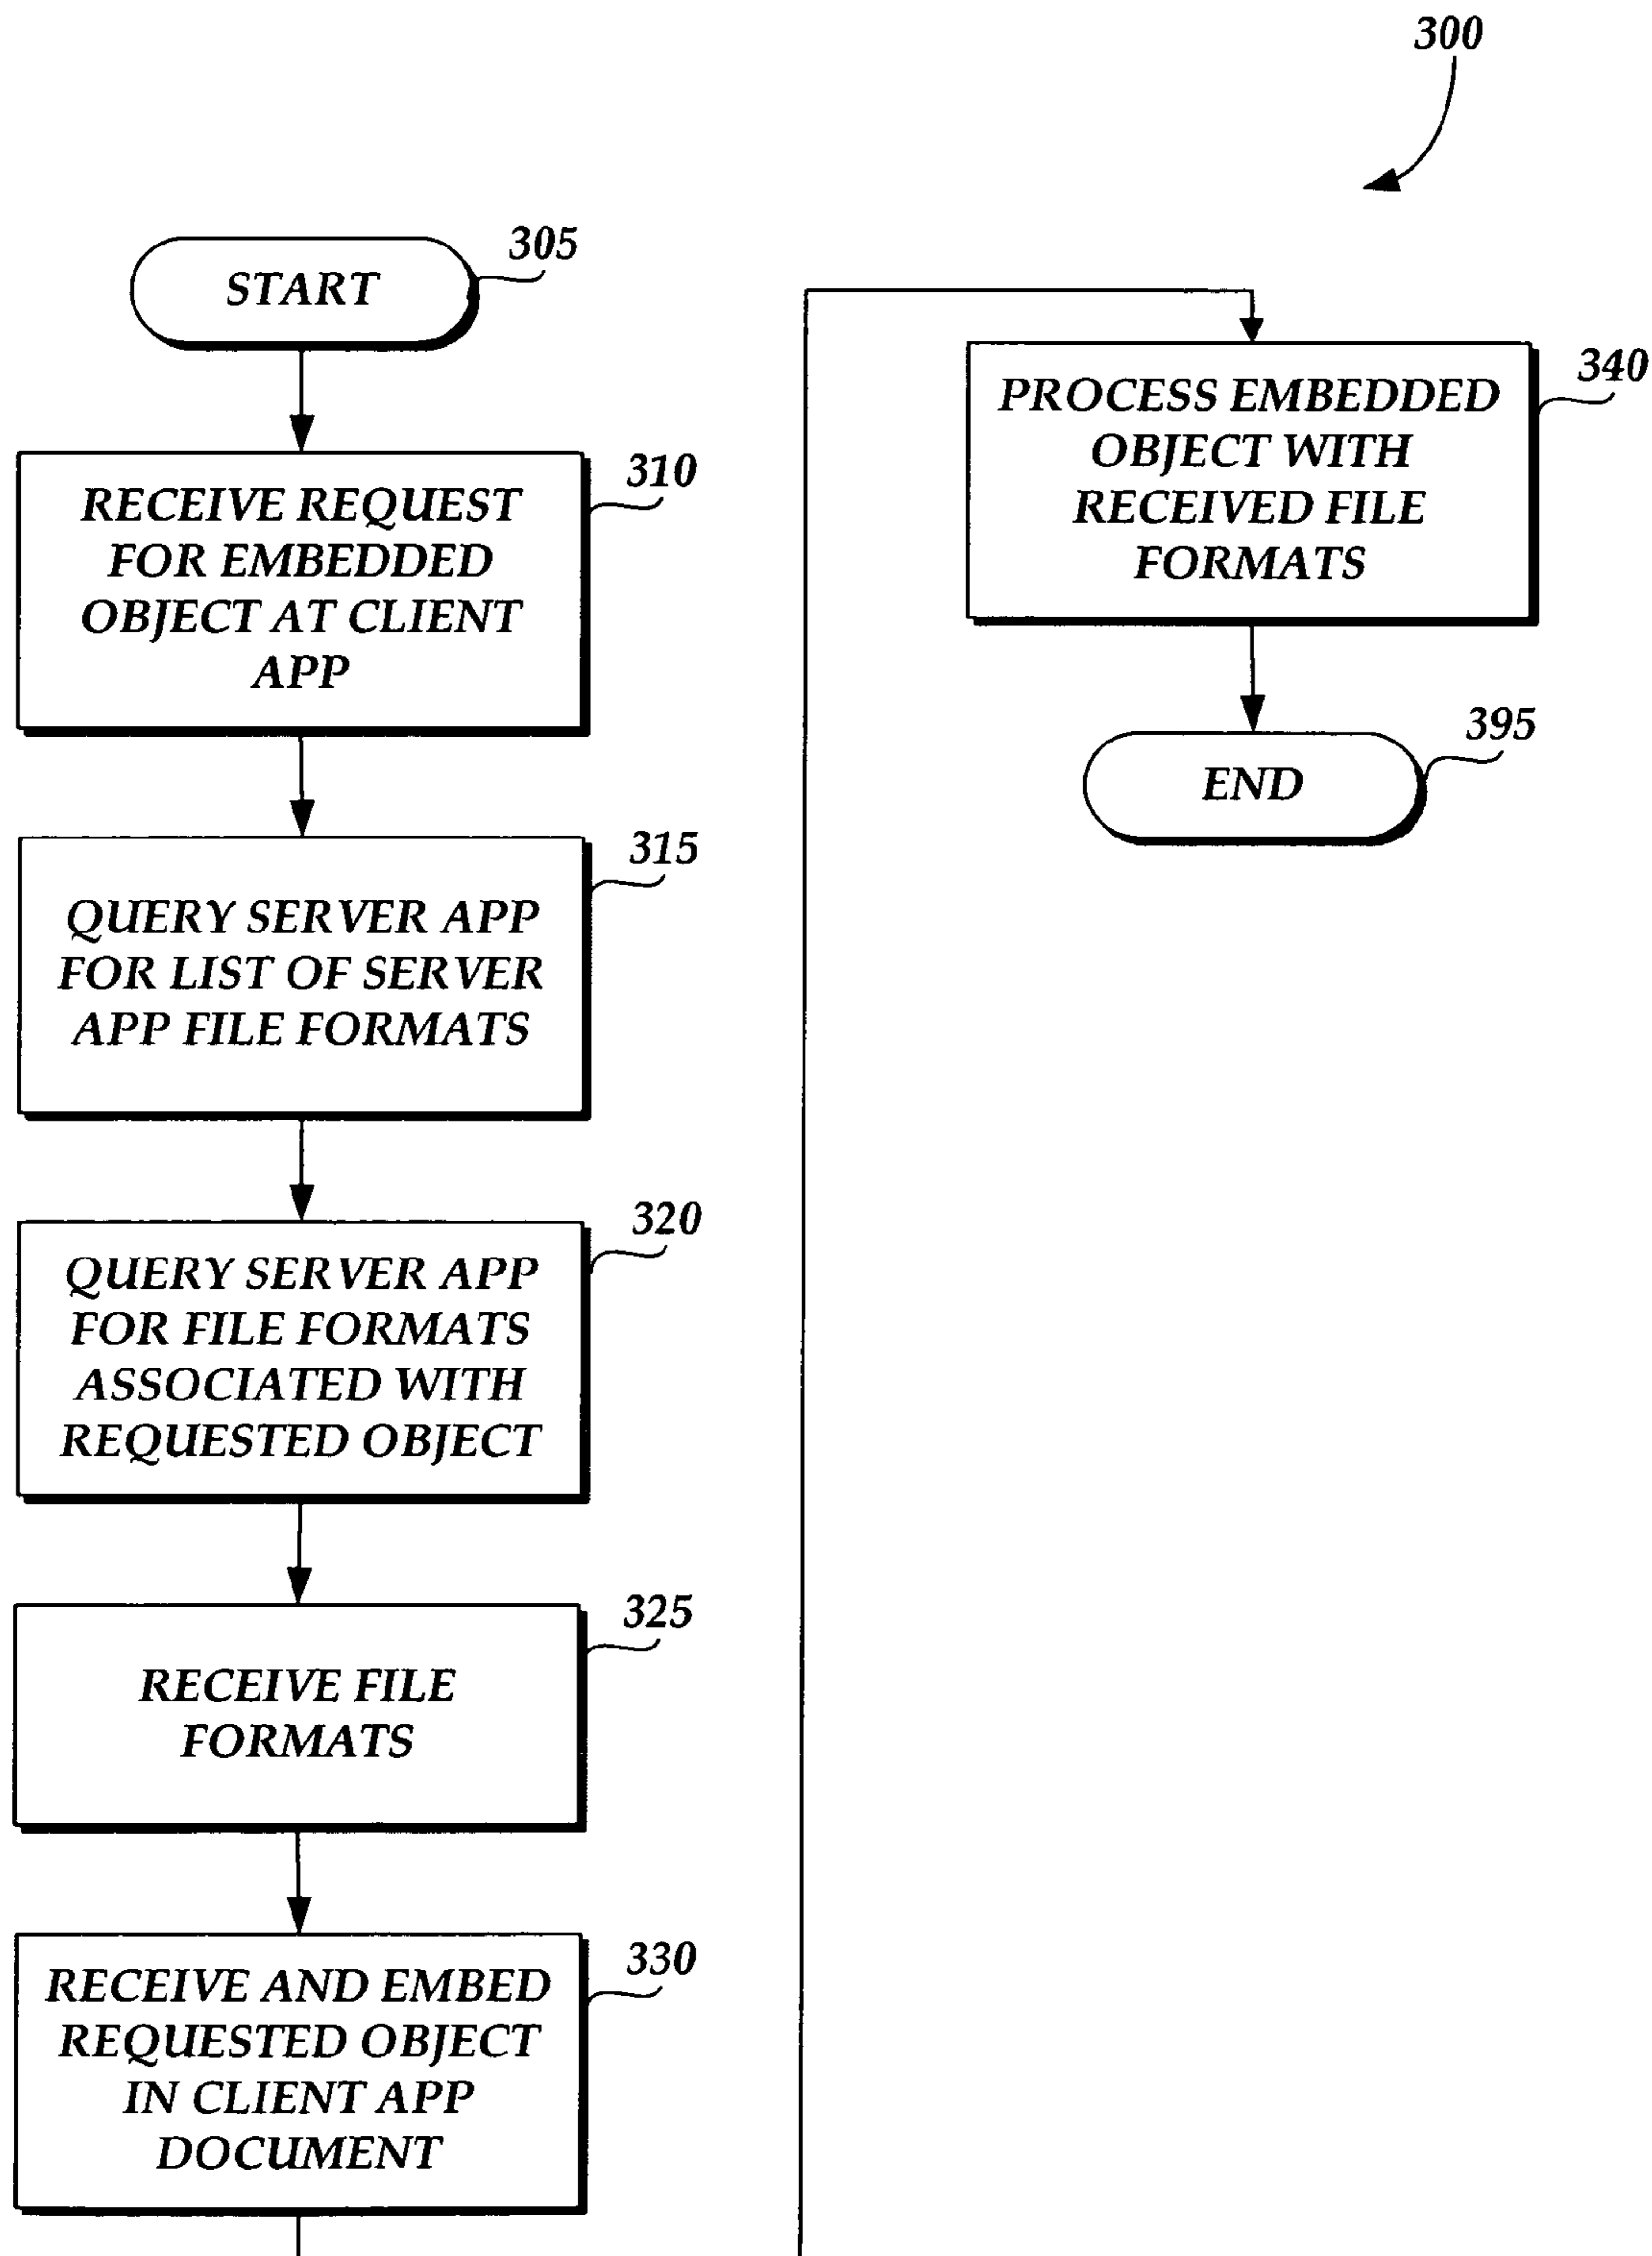 300
START
305
RECEIVE REQUEST
FOR EMBEDDED
OBJECT AT CLIENT
APP
310
QUERY SERVER APP
FOR LIST OF SERVER
APP FILE FORMATS
315
QUERY SERVER APP
FOR FILE FORMATS
ASSOCIATED WITH
REQUESTED OBJECT
320
RECEIVE FILE
FORMATS
325
RECEIVE AND EMBED
REQUESTED OBJECT
IN CLIENT APP
DOCUMENT
330
PROCESS EMBEDDED
OBJECT WITH
RECEIVED FILE
FORMATS
340
END
395